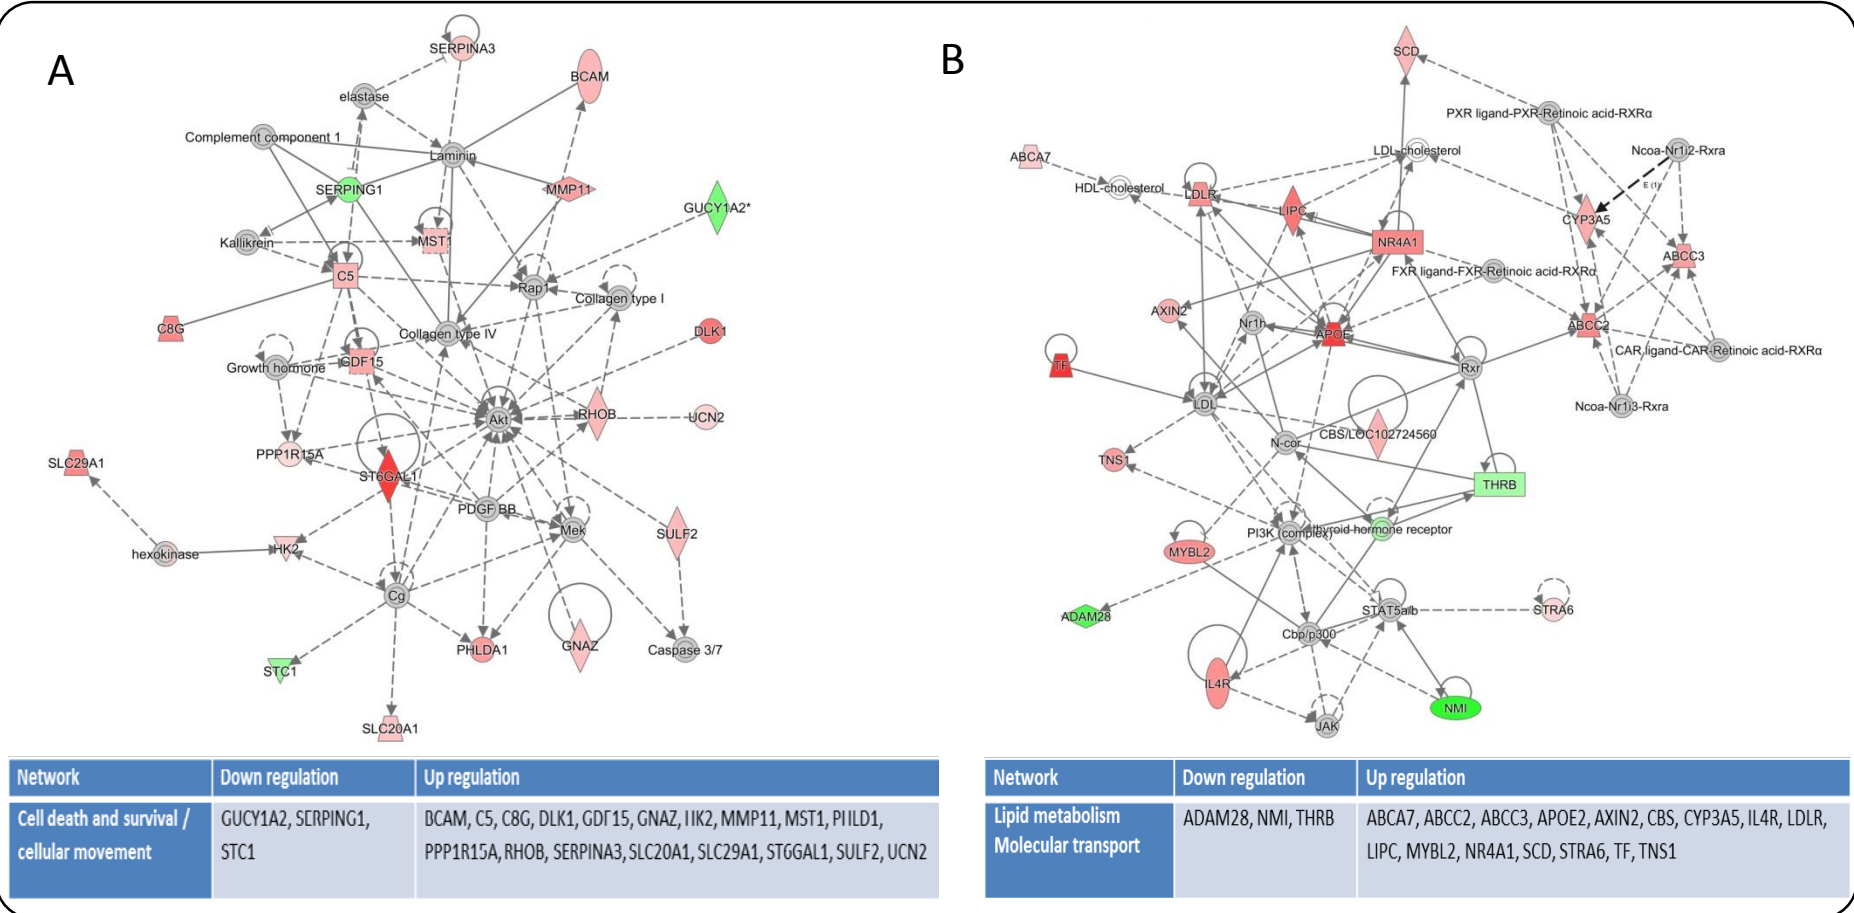 A
SERPINA3
BCAM
elastase
Complement component 1
Laminin
SERPING1
MMP11
GUCY1A2*
Kallikrein
MST1
C5
Rap1
Collagen type I
C8G
Collagen type IV
DLK1
Growth hormone
GDF15
Akt
RHOB
UCN2
PPP1R15A
SLC29A1
ST6GAL1
PDGF BB
Mek
SULF2
hexokinase
HK2
Cg
PHLDA1
GNAZ
Caspase 3/7
STC1
SLC20A1
Network
Down regulation
Up regulation
Cell death and survival /
cellular movement
GUCY1A2, SERPING1,
STC1
BCAM, C5, C8G, DLK1, GDF15, GNAZ, HK2, MMP11, MST1, PHLD1,
PPP1R15A, RHOB, SERPINA3, SLC20A1, SLC29A1, ST6GAL1, SULF2, UCN2
B
SCD
PXR ligand-PXR-Retinoic acid-RXRα
ABCA7
LDL-cholesterol
Ncoa-Nr1i2-Rxra
HDL-cholesterol
LDLR
E (1)
LIPC
CYP3A5
NR4A1
ABCC3
FXR ligand-FXR-Retinoic acid-RXRα
AXIN2
Nr1h
APOE
ABCC2
CAR ligand-CAR-Retinoic acid-RXRα
TF
Rxr
LDL
Ncoa-Nr1i3-Rxra
CBS/LOC102724560
N-cor
TNS1
THRB
PI3K (complex)
thyroid hormone receptor
MYBL2
ADAM28
STAT5a/b
STRA6
Cbp/p300
IL4R
NMI
JAK
Network
Down regulation
Up regulation
Lipid metabolism
Molecular transport
ADAM28, NMI, THRB
ABCA7, ABCC2, ABCC3, APOE2, AXIN2, CBS, CYP3A5, IL4R, LDLR,
LIPC, MYBL2, NR4A1, SCD, STRA6, TF, TNS1